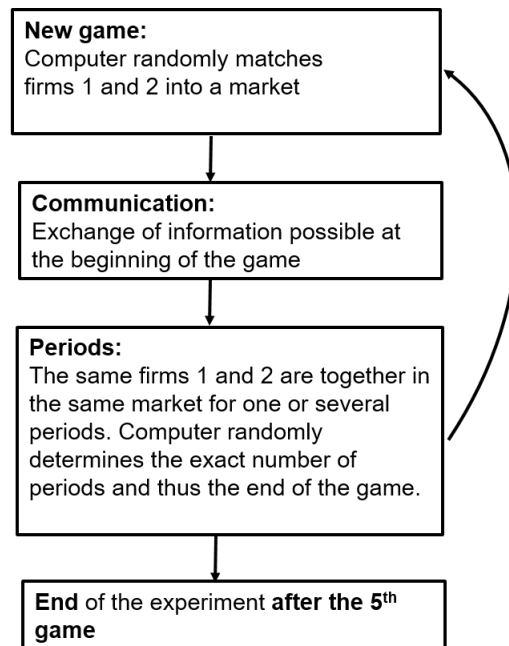 New game:
Computer randomly matches
firms 1 and 2 into a market
Communication:
Exchange of information possible at
the beginning of the game
Periods:
The same firms 1 and 2 are together in
the same market for one or several
periods. Computer randomly
determines the exact number of
periods and thus the end of the game.
End of the experiment after the 5th
game